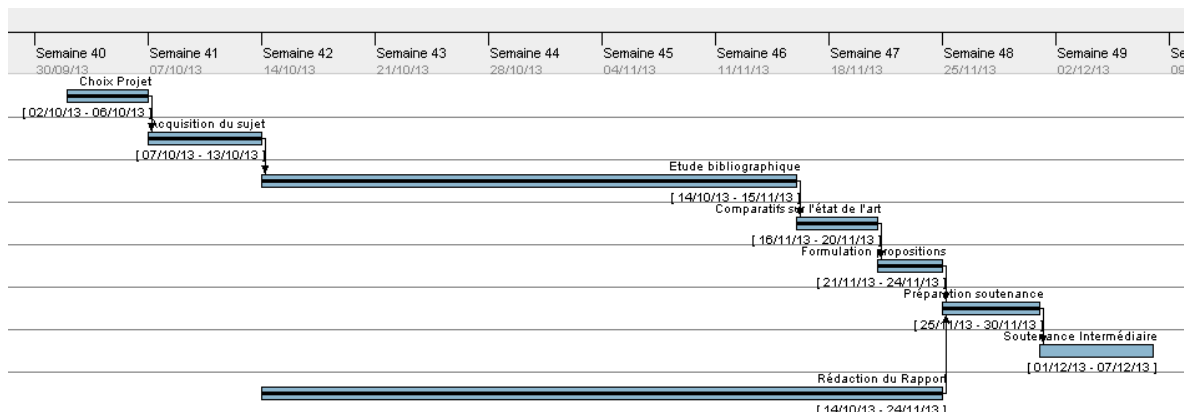 Semaine 40 Semaine 41 Semaine 42 Semaine 43 Semaine 44 Semaine 45 Semaine 46 Semaine 47 Semaine 48 Semaine 49 Se
30/09/13 07/10/13 14/10/13 21/10/13 28/10/13 04/11/13 11/11/13 18/11/13 25/11/13 02/12/13 09
Choix Projet
[ 02/10/13 - 06/10/13 ]
Acquisition du sujet
[ 07/10/13 - 13/10/13 ]
Etude bibliographique
[ 14/10/13 - 15/11/13 ]
Comparatifs sur l'état de l'art
[ 16/11/13 - 20/11/13 ]
Formulation propositions
[ 21/11/13 - 24/11/13 ]
Préparation soutenance
[ 25/11/13 - 30/11/13 ]
Soutenance Intermédiaire
[ 01/12/13 - 07/12/13 ]
Rédaction du Rapport
[ 14/10/13 - 24/11/13 ]